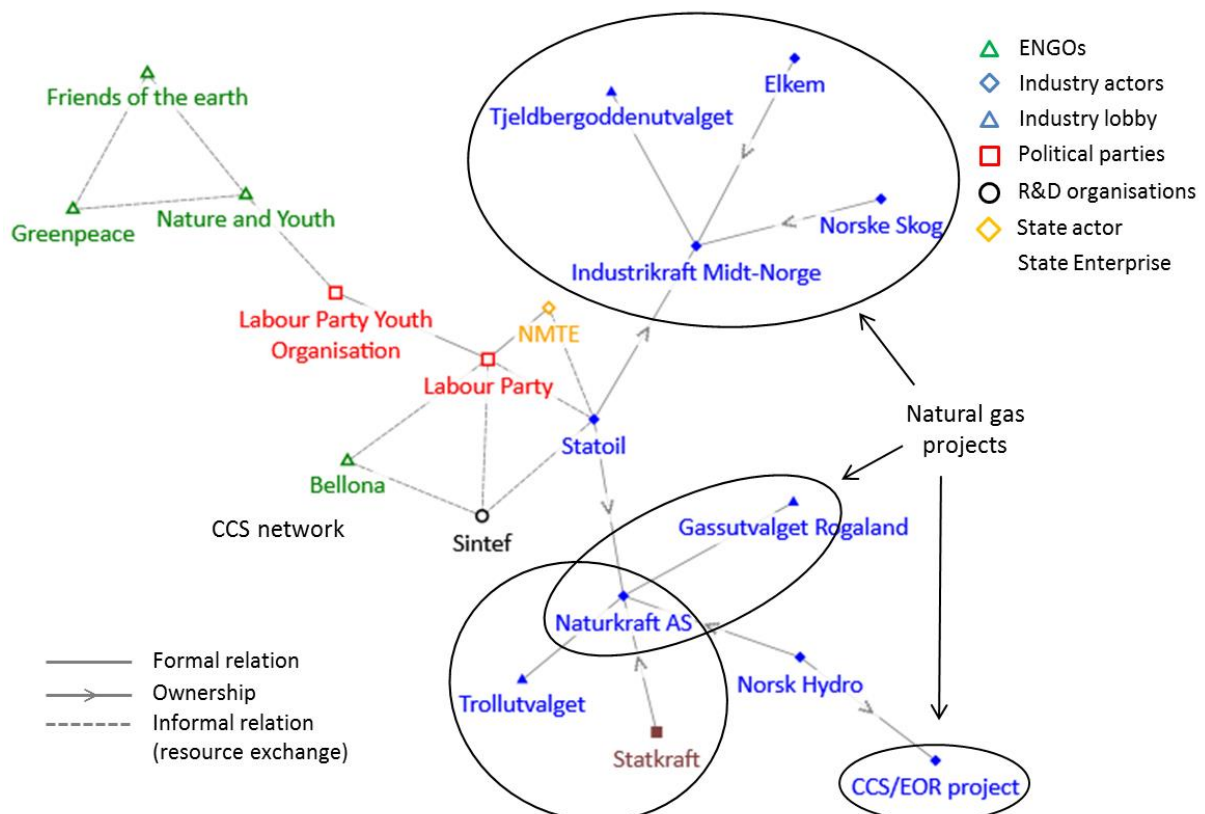 Friends of the earth
Greenpeace
Nature and Youth
Labour Party Youth
Organisation
NMTE
Labour Party
Statoil
Bellona
CCS network
Sintef
Tjeldbergoddenutvalget
Elkem
Norske Skog
Industrikraft Midt-Norge
ENGOs
Industry actors
Industry lobby
Political parties
R&D organisations
State actor
State Enterprise
Natural gas
projects
Gassutvalget Rogaland
Naturkraft AS
Trollutvalget
Statkraft
Norsk Hydro
CCS/EOR project
Formal relation
Ownership
Informal relation
(resource exchange)